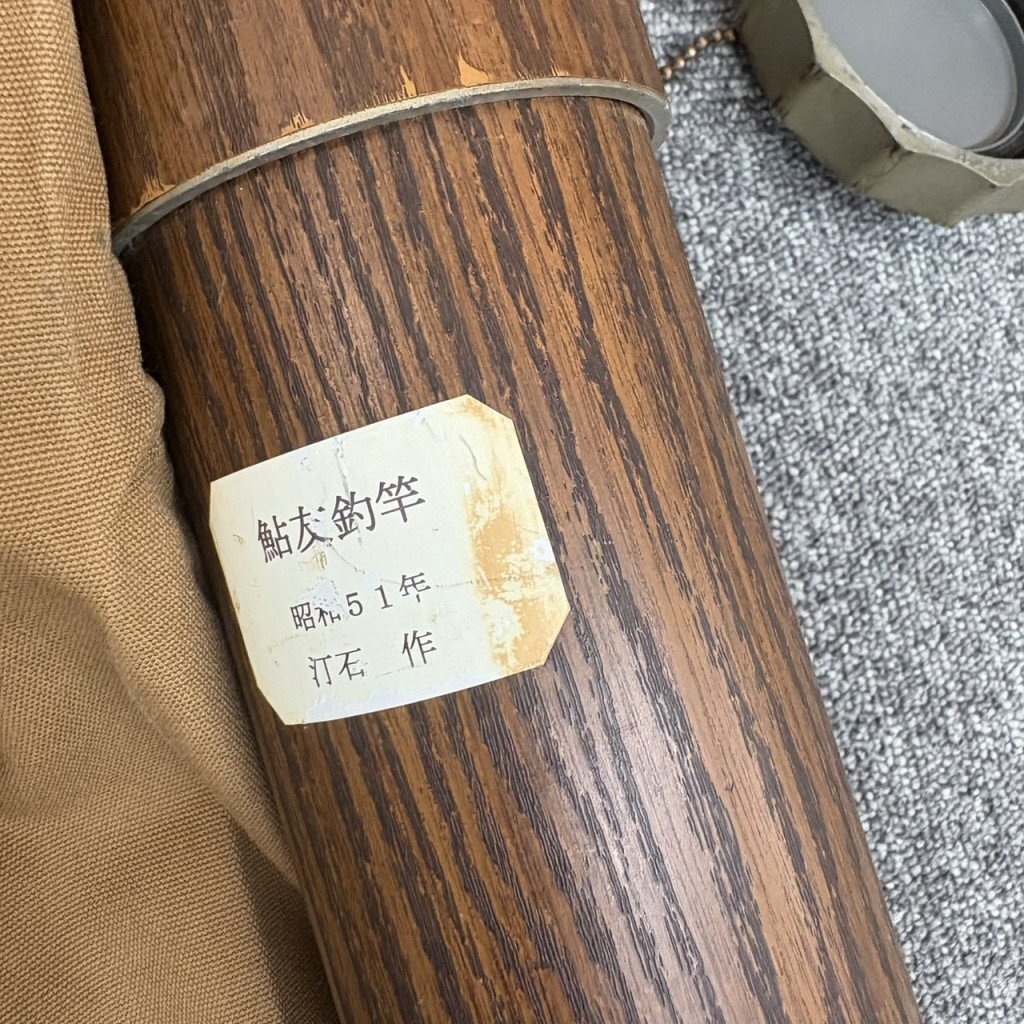 鮎友釣竿
昭和５１年
汀石　作